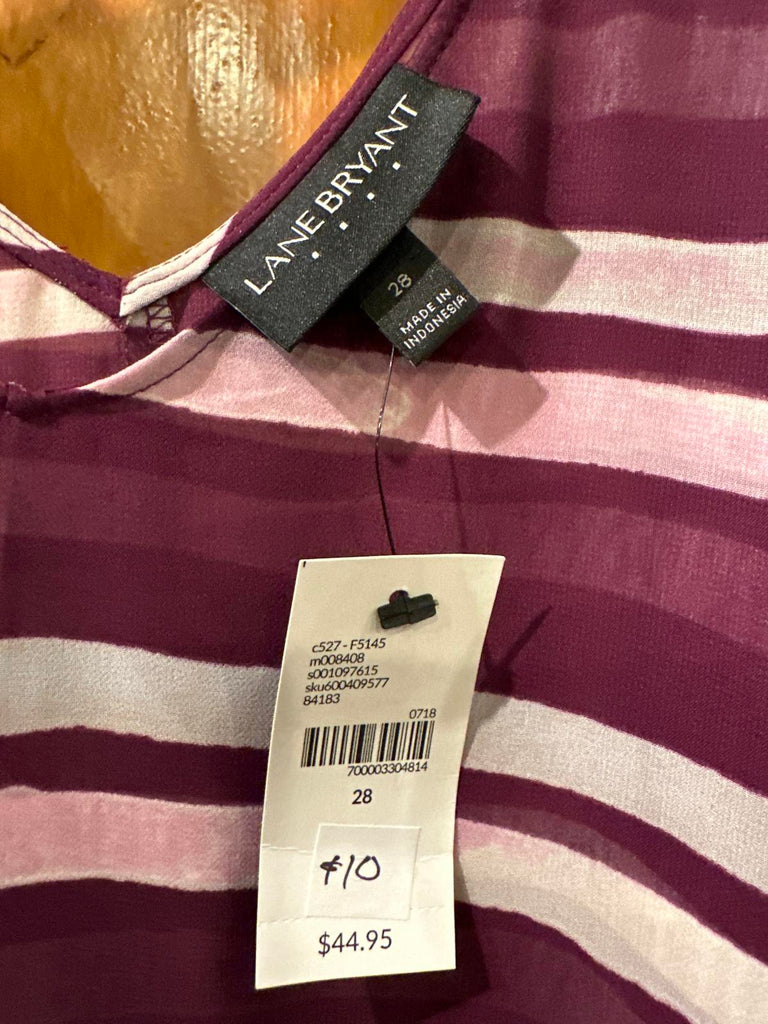 LANE BRYANT
28
MADE IN
INDONESIA
c527 - F5145
m008408
s001097615
sku600409577
84183
0718
700003304814
28
$10
$44.95